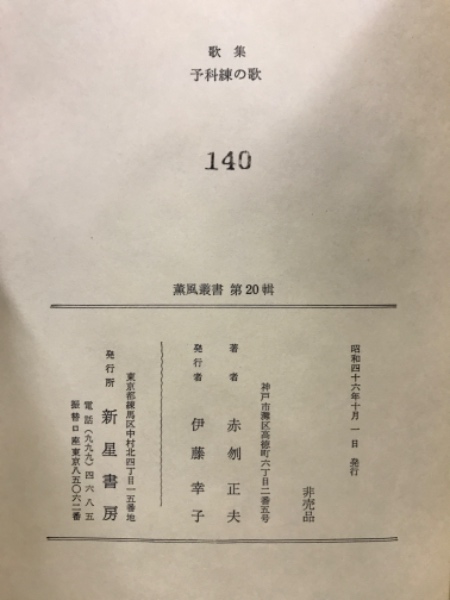 歌集
予科練の歌
140
薫風叢書 第20輯
昭和四十六年十月一日 発行
非売品
神戸市灘区高徳町六丁目二番五号
著者 赤刎正夫
発行者 伊藤幸子
東京都練馬区中村北四丁目一五番地
発行所 新星書房
電話(九九九)四六八五
振替口座東京八五〇六二番